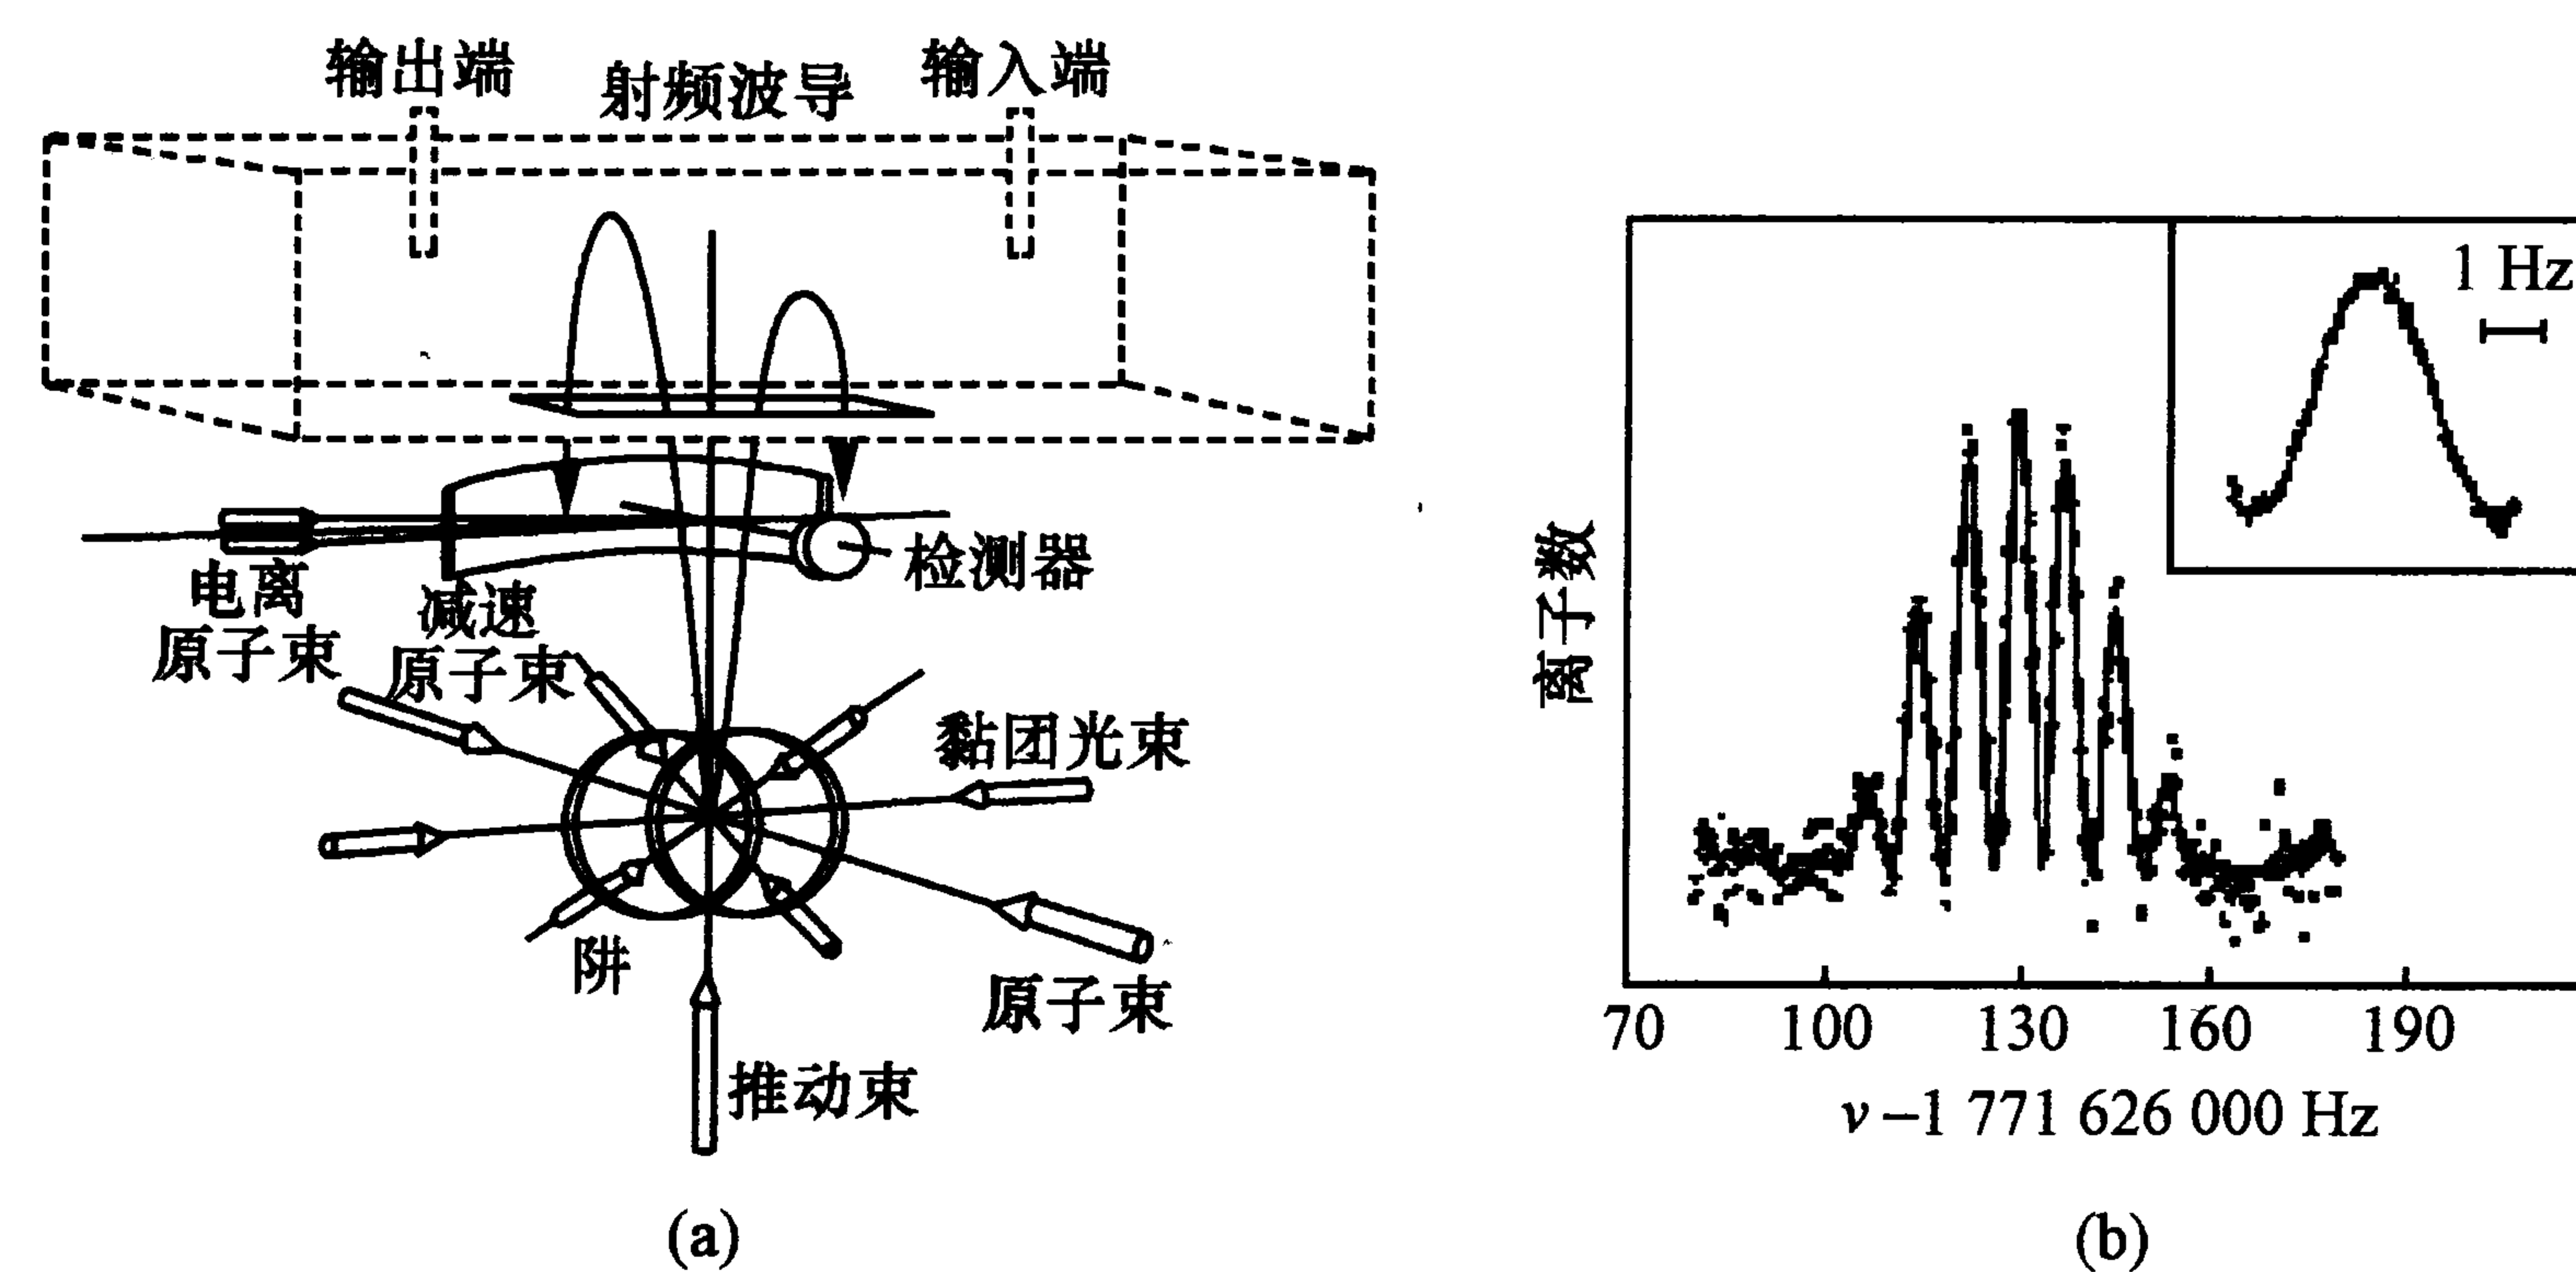 输出端
射频波导
输入端
电离
原子束
减速
原子束
检测器
黏团光束
阱
原子束
推动束
(a)
1 Hz
离子数
70
100
130
160
190
ν−1 771 626 000 Hz
(b)